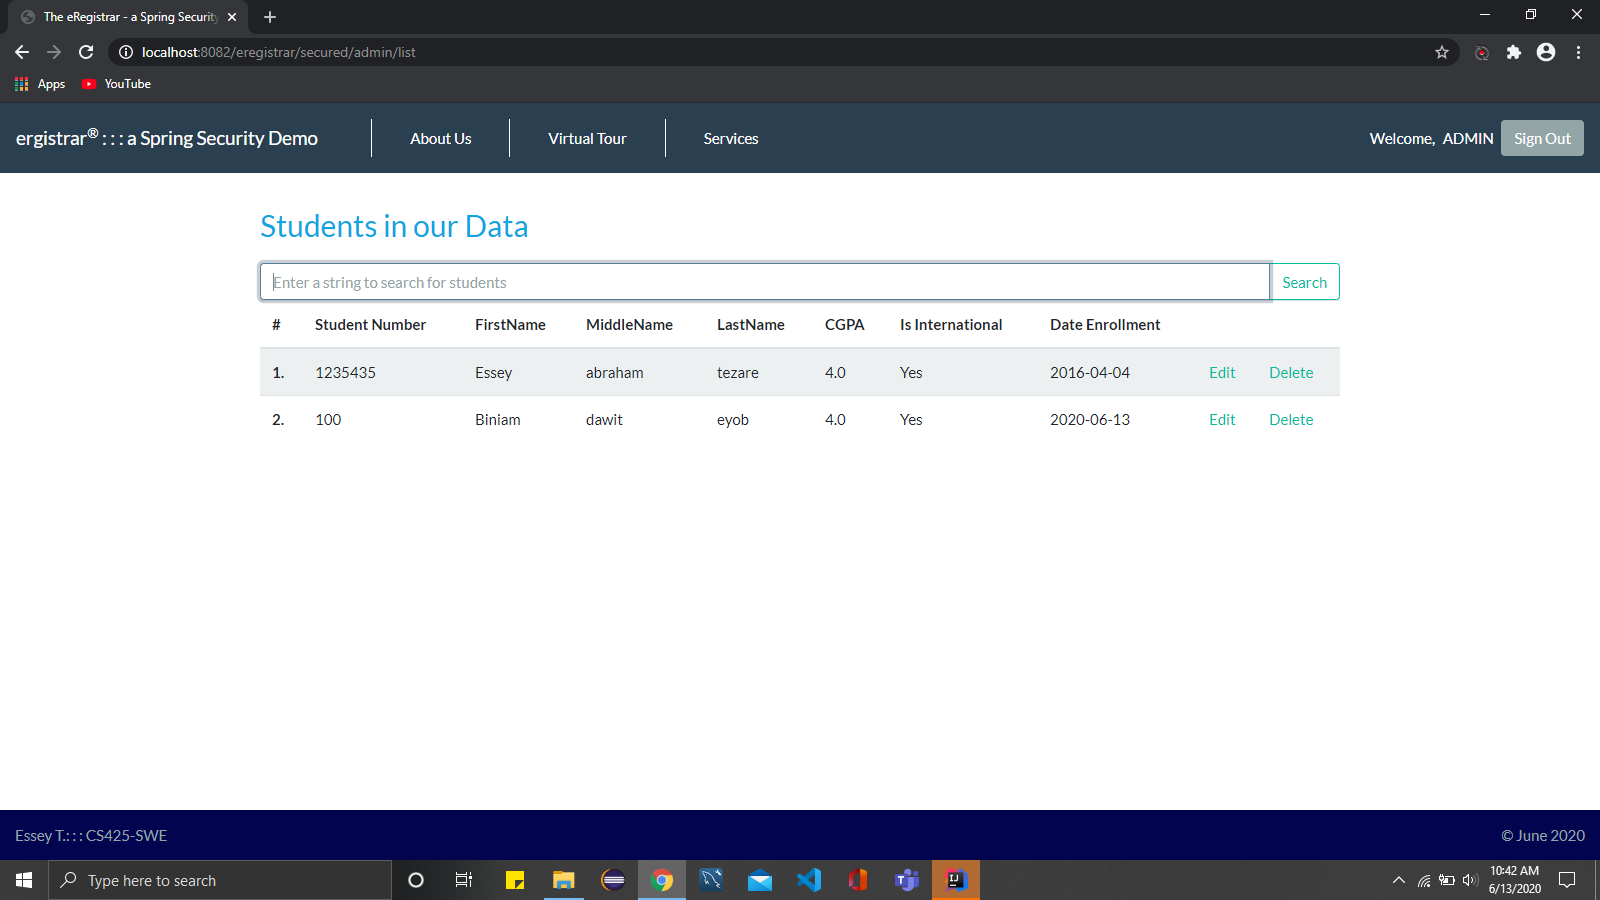 The eRegistrar - a Spring Security
localhost:8082/eregistrar/secured/admin/list
Apps YouTube
ergistrar® : : : a Spring Security Demo About Us Virtual Tour Services Welcome, ADMIN Sign Out
Students in our Data
Enter a string to search for students Search
# Student Number FirstName MiddleName LastName CGPA Is International Date Enrollment
1. 1235435 Essey abraham tezare 4.0 Yes 2016-04-04 Edit Delete
2. 100 Biniam dawit eyob 4.0 Yes 2020-06-13 Edit Delete
Essey T.: : : CS425-SWE © June 2020
Type here to search
10:42 AM
6/13/2020